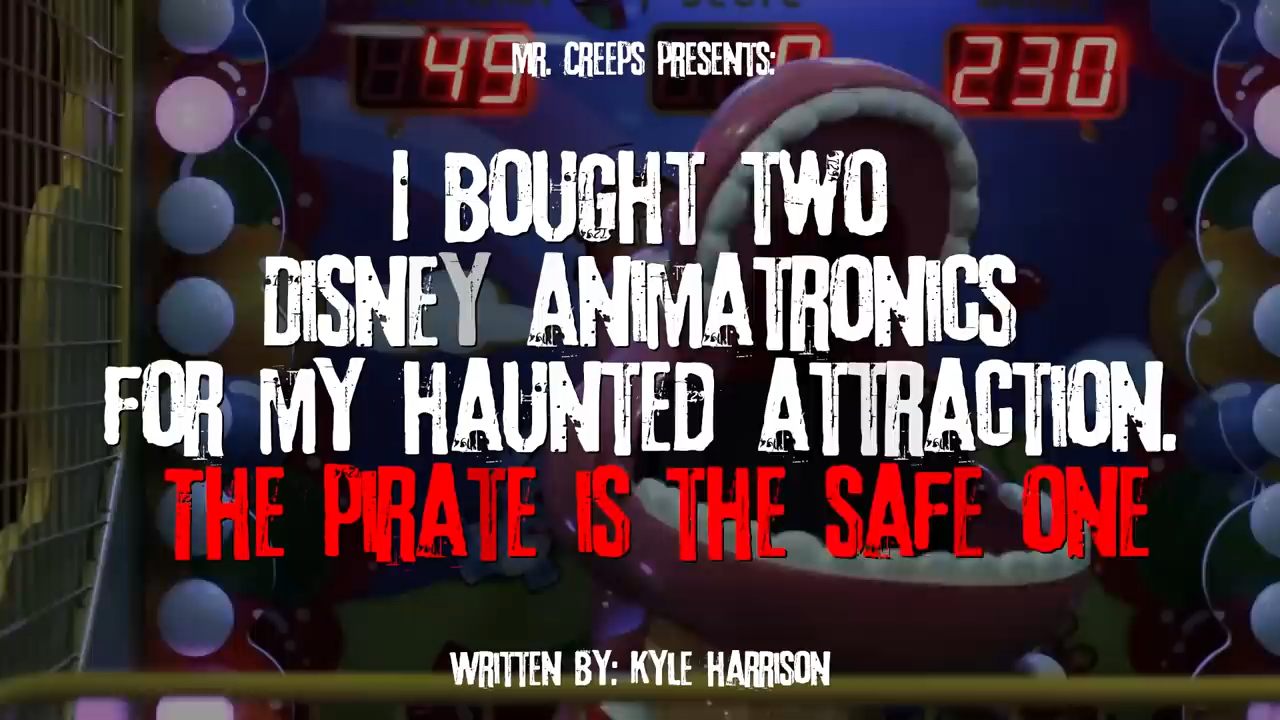 49 0 230
MR. CREEPS PRESENTS:
I BOUGHT TWO
DISNEY ANIMATRONICS
FOR MY HAUNTED ATTRACTION.
THE PIRATE IS THE SAFE ONE
WRITTEN BY: KYLE HARRISON